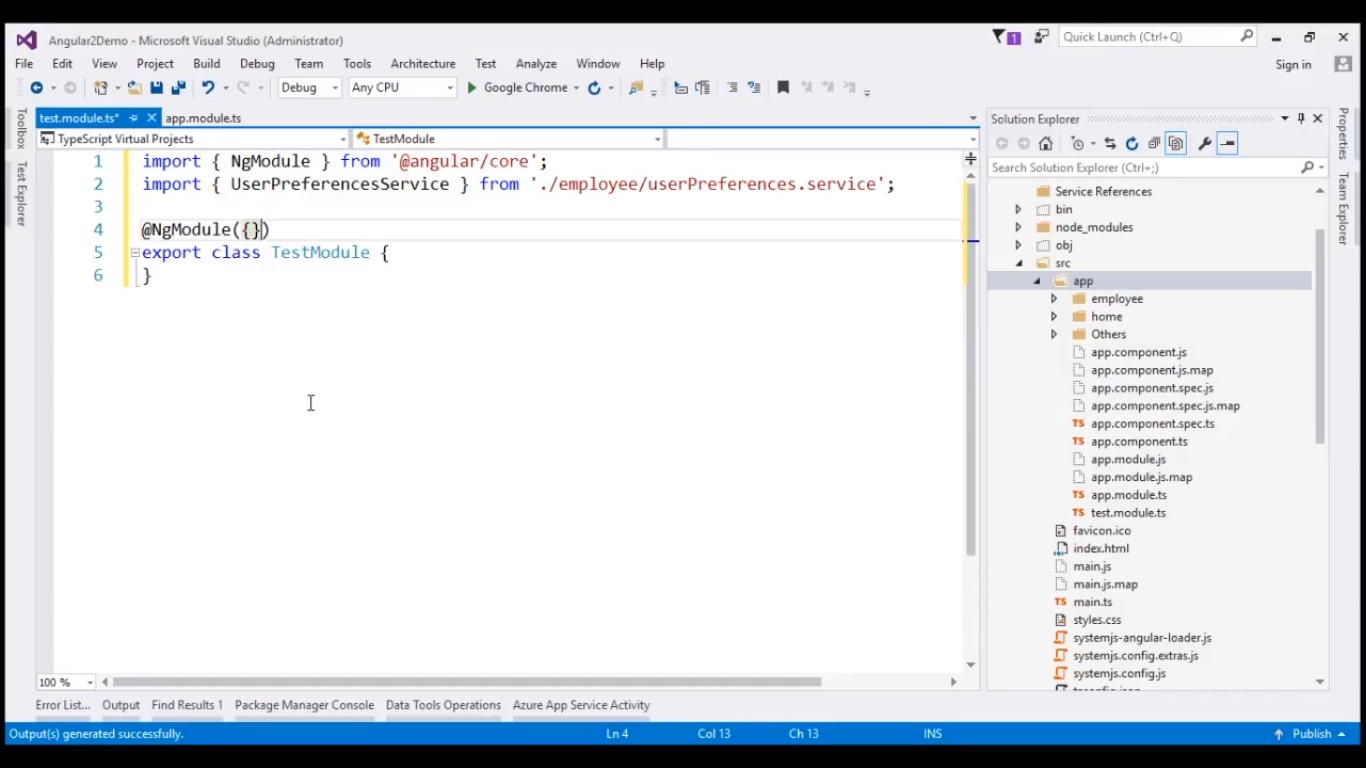 Angular2Demo - Microsoft Visual Studio (Administrator)
1
Quick Launch (Ctrl+Q)
File Edit View Project Build Debug Team Tools Architecture Test Analyze Window Help
Sign in
Debug Any CPU Google Chrome
Toolbox
Test Explorer
test.module.ts* app.module.ts
TypeScript Virtual Projects TestModule
1 import { NgModule } from '@angular/core';
2 import { UserPreferencesService } from './employee/userPreferences.service';
3
4 @NgModule({})
5 export class TestModule {
6 }
100 %
Solution Explorer
Search Solution Explorer (Ctrl+;)
Service References
bin
node_modules
obj
src
app
employee
home
Others
app.component.js
app.component.js.map
app.component.spec.js
app.component.spec.js.map
app.component.spec.ts
app.component.ts
app.module.js
app.module.js.map
app.module.ts
test.module.ts
favicon.ico
index.html
main.js
main.js.map
main.ts
styles.css
systemjs-angular-loader.js
systemjs.config.extras.js
systemjs.config.js
Properties
Team Explorer
Error List... Output Find Results 1 Package Manager Console Data Tools Operations Azure App Service Activity
Output(s) generated successfully. Ln 4 Col 13 Ch 13 INS Publish